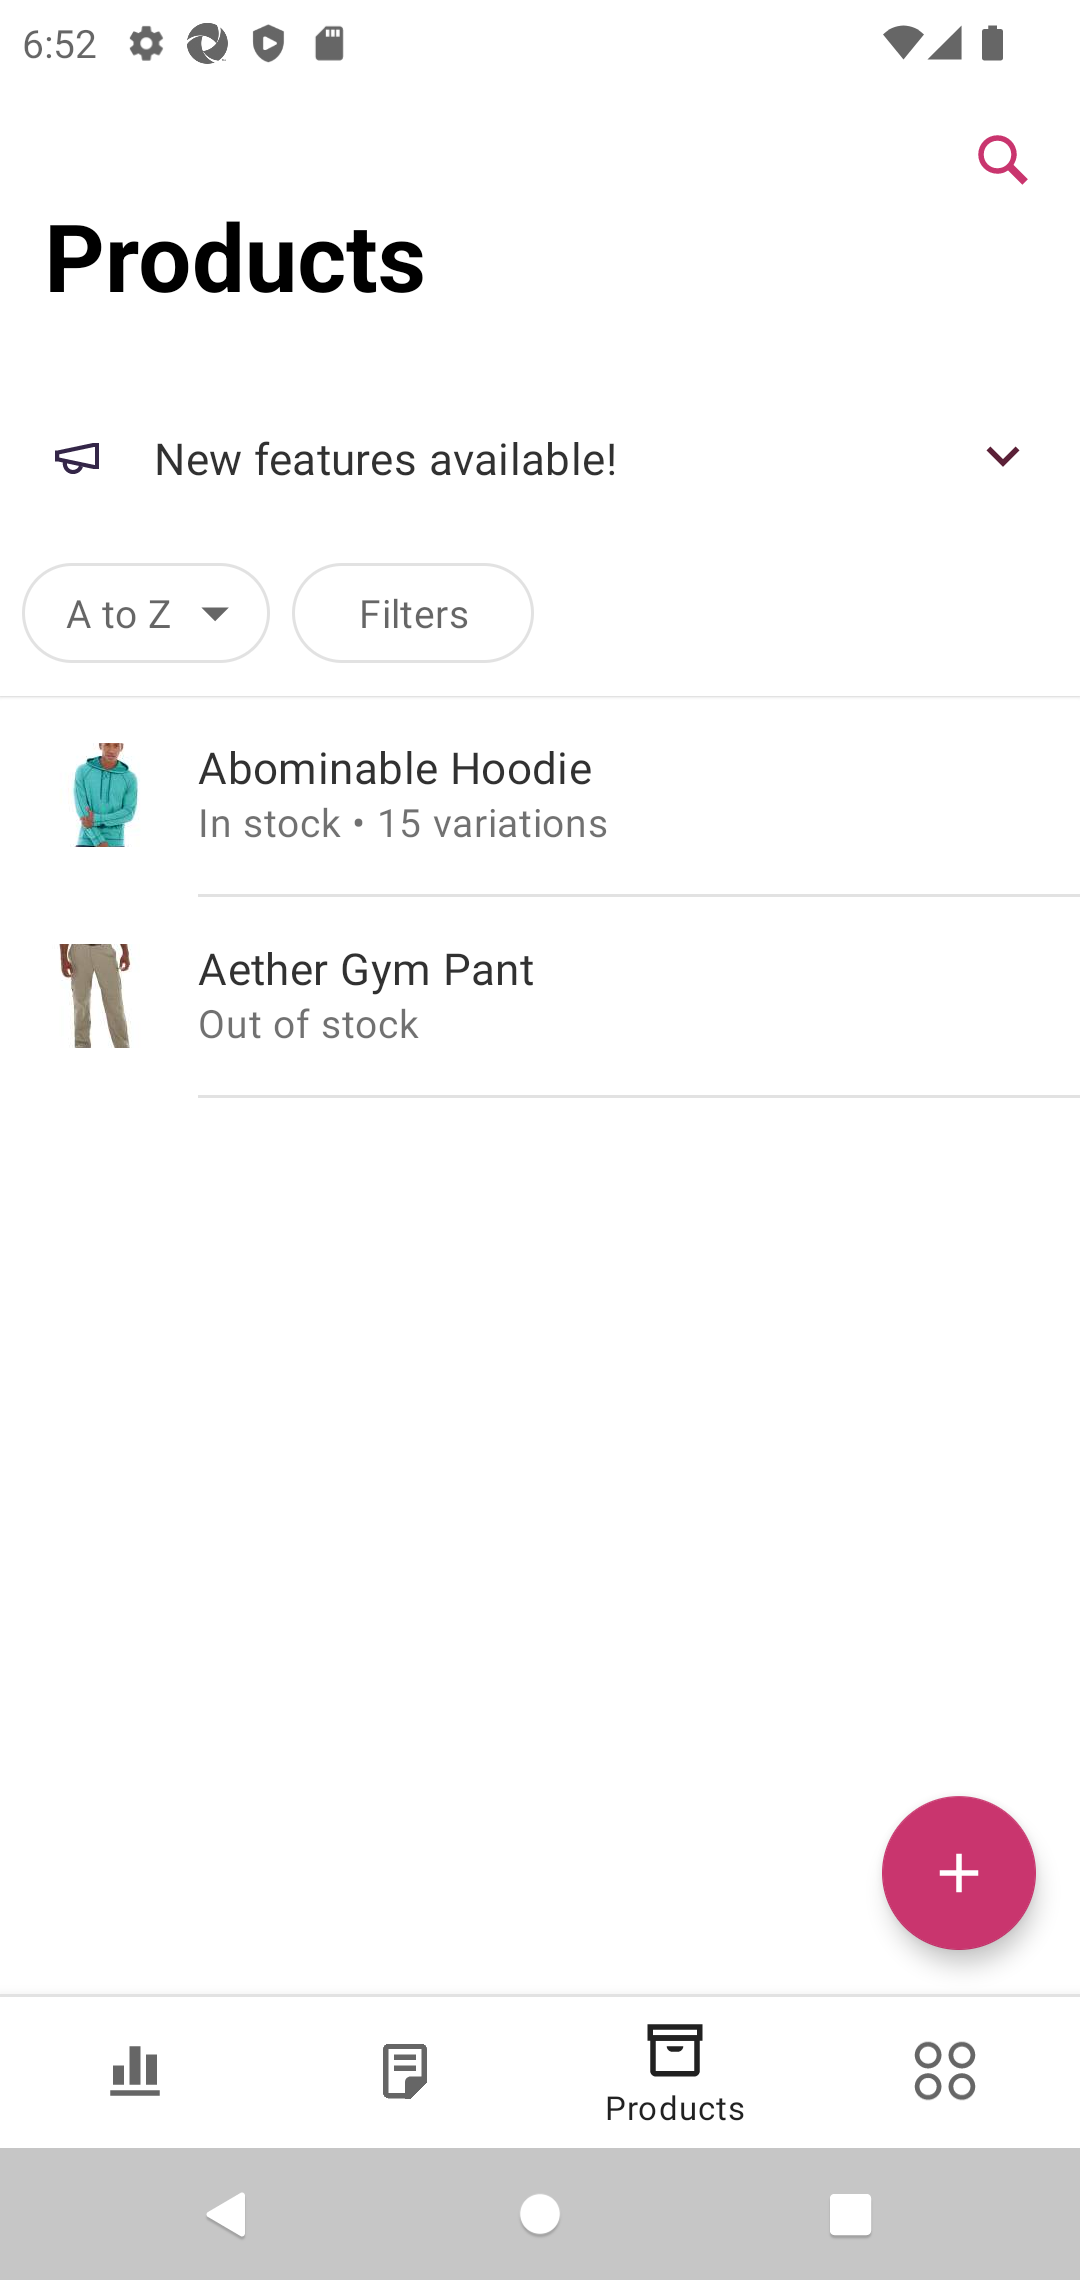 6:52
Products
New features available!
A to Z
Filters
Abominable Hoodie
In stock • 15 variations
Aether Gym Pant
Out of stock
Products